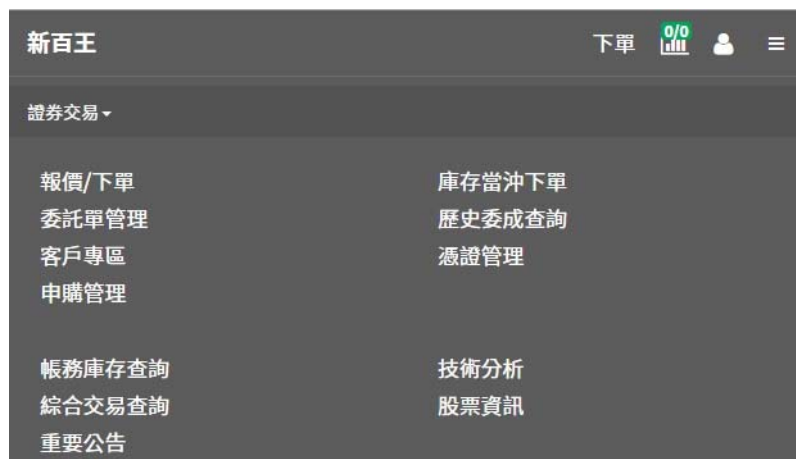 新百王
下單 0/0
證券交易
報價/下單 庫存當沖下單
委託單管理 歷史委成查詢
客戶專區 憑證管理
申購管理
帳務庫存查詢 技術分析
綜合交易查詢 股票資訊
重要公告